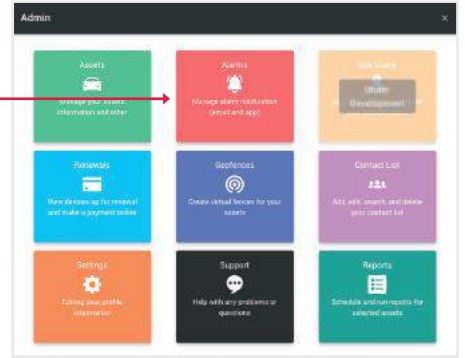 Admin
×
Assets
Manage your assets
information and other
Alarms
Manage alarm notification
(email and app)
Under
Development
Renewals
View devices up for renewal
and make a payment online
Geofences
Create virtual fences for your
assets
Contact List
Add, edit, search, and delete
your contact list
Settings
Editing your profile
information
Support
Help with any problems or
questions
Reports
Schedule and run reports for
selected assets